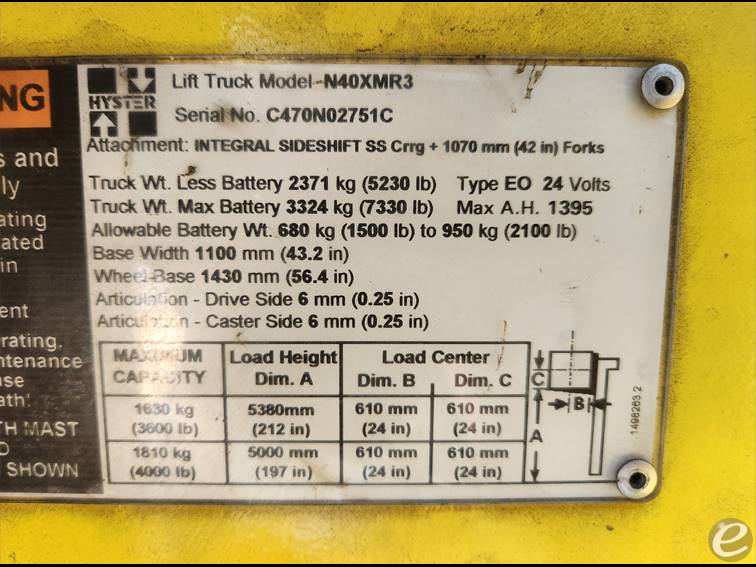 NG
s and
ly
ating
ated
in
ent
rating.
ntenance
use
ath!
TH MAST
D
SHOWN
HYSTER
Lift Truck Model-N40XMR3
Serial No. C470N02751C
Attachment: INTEGRAL SIDESHIFT SS Crrg + 1070 mm (42 in) Forks
Truck Wt. Less Battery 2371 kg (5230 lb) Type EO 24 Volts
Truck Wt. Max Battery 3324 kg (7330 lb) Max A.H. 1395
Allowable Battery Wt. 680 kg (1500 lb) to 950 kg (2100 lb)
Base Width 1100 mm (43.2 in)
Wheel Base 1430 mm (56.4 in)
Articulation - Drive Side 6 mm (0.25 in)
Articulation - Caster Side 6 mm (0.25 in)
MAXIMUM CAPACITY Load Height Dim. A Load Center
Dim. B Dim. C
1630 kg 5380mm 610 mm 610 mm
(3600 lb) (212 in) (24 in) (24 in)
1810 kg 5000 mm 610 mm 610 mm
(4000 lb) (197 in) (24 in) (24 in)
C
B
A
1498263 2
e